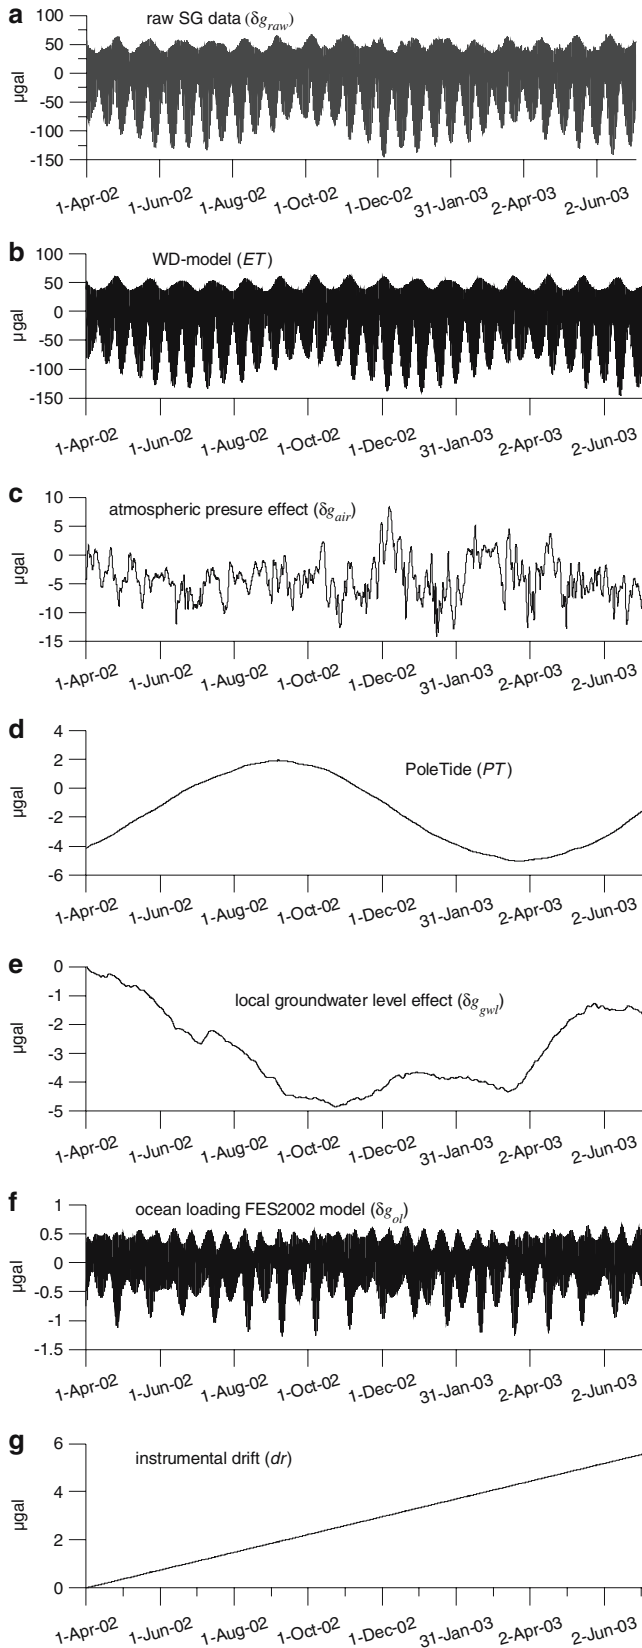 a
raw SG data (δg_raw)
100
50
0
-50
-100
-150
µgal
1-Apr-02 1-Jun-02 1-Aug-02 1-Oct-02 1-Dec-02 31-Jan-03 2-Apr-03 2-Jun-03
b
WD-model (ET)
100
50
0
-50
-100
-150
µgal
1-Apr-02 1-Jun-02 1-Aug-02 1-Oct-02 1-Dec-02 31-Jan-03 2-Apr-03 2-Jun-03
c
atmospheric presure effect (δg_air)
10
5
0
-5
-10
-15
µgal
1-Apr-02 1-Jun-02 1-Aug-02 1-Oct-02 1-Dec-02 31-Jan-03 2-Apr-03 2-Jun-03
d
PoleTide (PT)
4
2
0
-2
-4
-6
µgal
1-Apr-02 1-Jun-02 1-Aug-02 1-Oct-02 1-Dec-02 31-Jan-03 2-Apr-03 2-Jun-03
e
local groundwater level effect (δg_gwl)
0
-1
-2
-3
-4
-5
µgal
1-Apr-02 1-Jun-02 1-Aug-02 1-Oct-02 1-Dec-02 31-Jan-03 2-Apr-03 2-Jun-03
f
ocean loading FES2002 model (δg_ol)
1
0.5
0
-0.5
-1
-1.5
µgal
1-Apr-02 1-Jun-02 1-Aug-02 1-Oct-02 1-Dec-02 31-Jan-03 2-Apr-03 2-Jun-03
g
instrumental drift (dr)
6
4
2
0
µgal
1-Apr-02 1-Jun-02 1-Aug-02 1-Oct-02 1-Dec-02 31-Jan-03 2-Apr-03 2-Jun-03